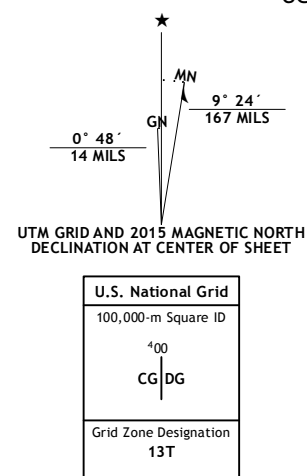 ★
MN
GN
9° 24´
167 MILS
0° 48´
14 MILS
UTM GRID AND 2015 MAGNETIC NORTH
DECLINATION AT CENTER OF SHEET
U.S. National Grid
100,000-m Square ID
⁴00
CG DG
Grid Zone Designation
13T